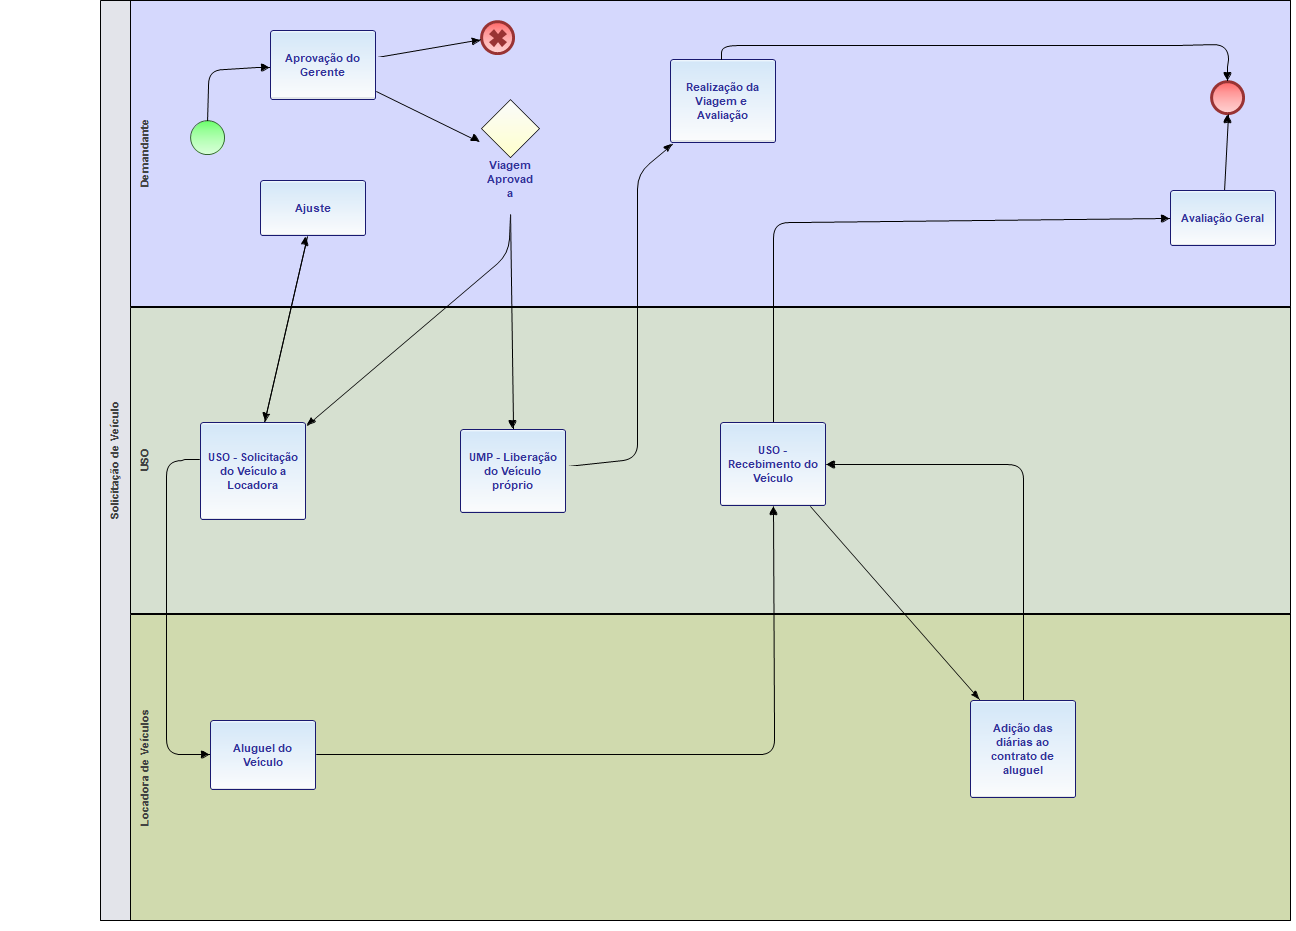 Solicitação de Veículo
Demandante
Aprovação do
Gerente
Viagem
Aprovad
a
Ajuste
Realização da
Viagem e
Avaliação
Avaliação Geral
USO
USO - Solicitação
do Veículo a
Locadora
UMP - Liberação
do Veículo
próprio
USO -
Recebimento do
Veículo
Locadora de Veículos
Aluguel do
Veículo
Adição das
diárias ao
contrato de
aluguel